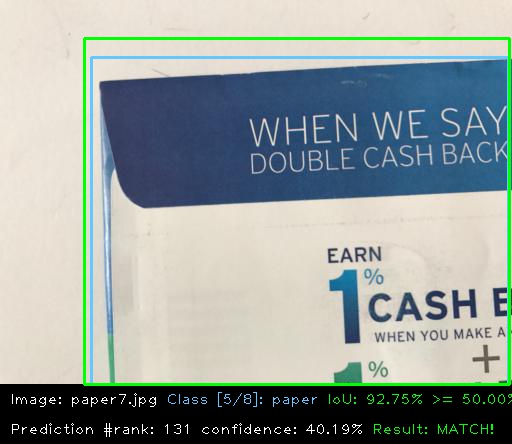 WHEN WE SAY
DOUBLE CASH BACK
EARN
1%
CASH
WHEN YOU MAKE A
+
1%
Image: paper7.jpg Class [5/8]: paper IoU: 92.75% >= 50.00%
Prediction #rank: 131 confidence: 40.19% Result: MATCH!